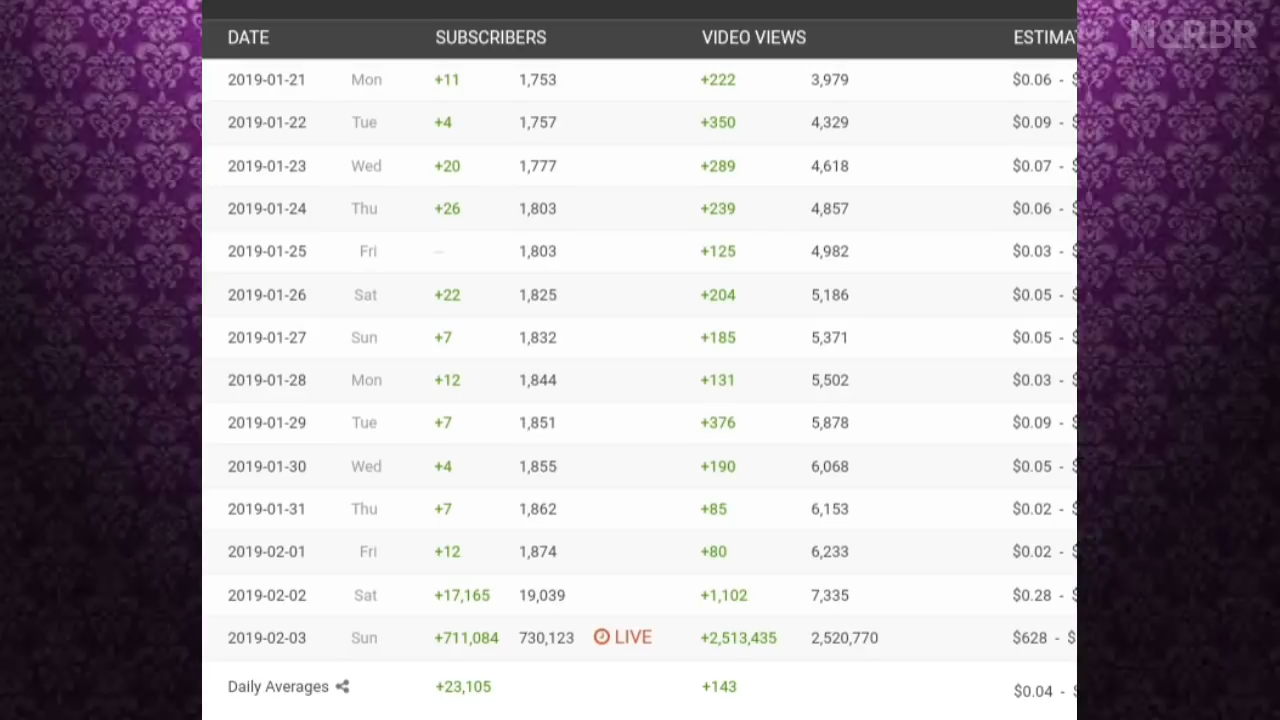 N&RBR
DATE SUBSCRIBERS VIDEO VIEWS ESTIMA
2019-01-21 Mon +11 1,753 +222 3,979 $0.06 - $
2019-01-22 Tue +4 1,757 +350 4,329 $0.09 - $
2019-01-23 Wed +20 1,777 +289 4,618 $0.07 - $
2019-01-24 Thu +26 1,803 +239 4,857 $0.06 - $
2019-01-25 Fri – 1,803 +125 4,982 $0.03 - $
2019-01-26 Sat +22 1,825 +204 5,186 $0.05 - $
2019-01-27 Sun +7 1,832 +185 5,371 $0.05 - $
2019-01-28 Mon +12 1,844 +131 5,502 $0.03 - $
2019-01-29 Tue +7 1,851 +376 5,878 $0.09 - $
2019-01-30 Wed +4 1,855 +190 6,068 $0.05 - $
2019-01-31 Thu +7 1,862 +85 6,153 $0.02 - $
2019-02-01 Fri +12 1,874 +80 6,233 $0.02 - $
2019-02-02 Sat +17,165 19,039 +1,102 7,335 $0.28 - $
2019-02-03 Sun +711,084 730,123 LIVE +2,513,435 2,520,770 $628 - $
Daily Averages +23,105 +143 $0.04 - $